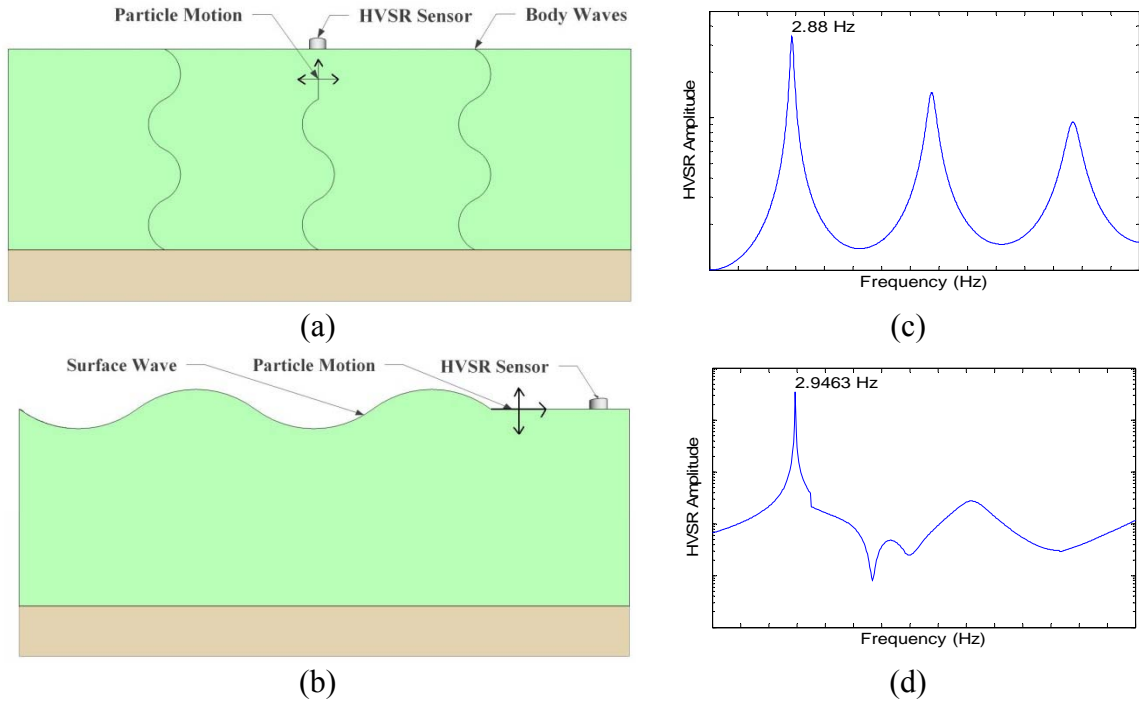 Particle Motion HVSR Sensor Body Waves
(a)
2.88 Hz
HVSR Amplitude
Frequency (Hz)
(c)
Surface Wave Particle Motion HVSR Sensor
(b)
2.9463 Hz
HVSR Amplitude
Frequency (Hz)
(d)